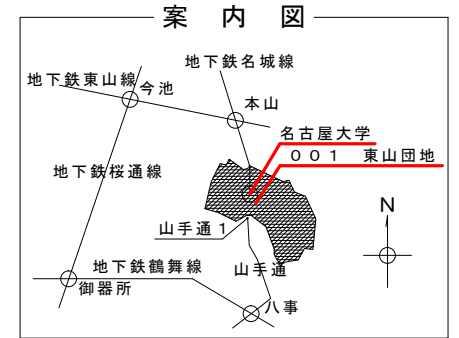 案内図
地下鉄名城線
地下鉄東山線
今池
本山
名古屋大学
001 東山団地
地下鉄桜通線
山手通1
N
地下鉄鶴舞線
山手通
御器所
八事